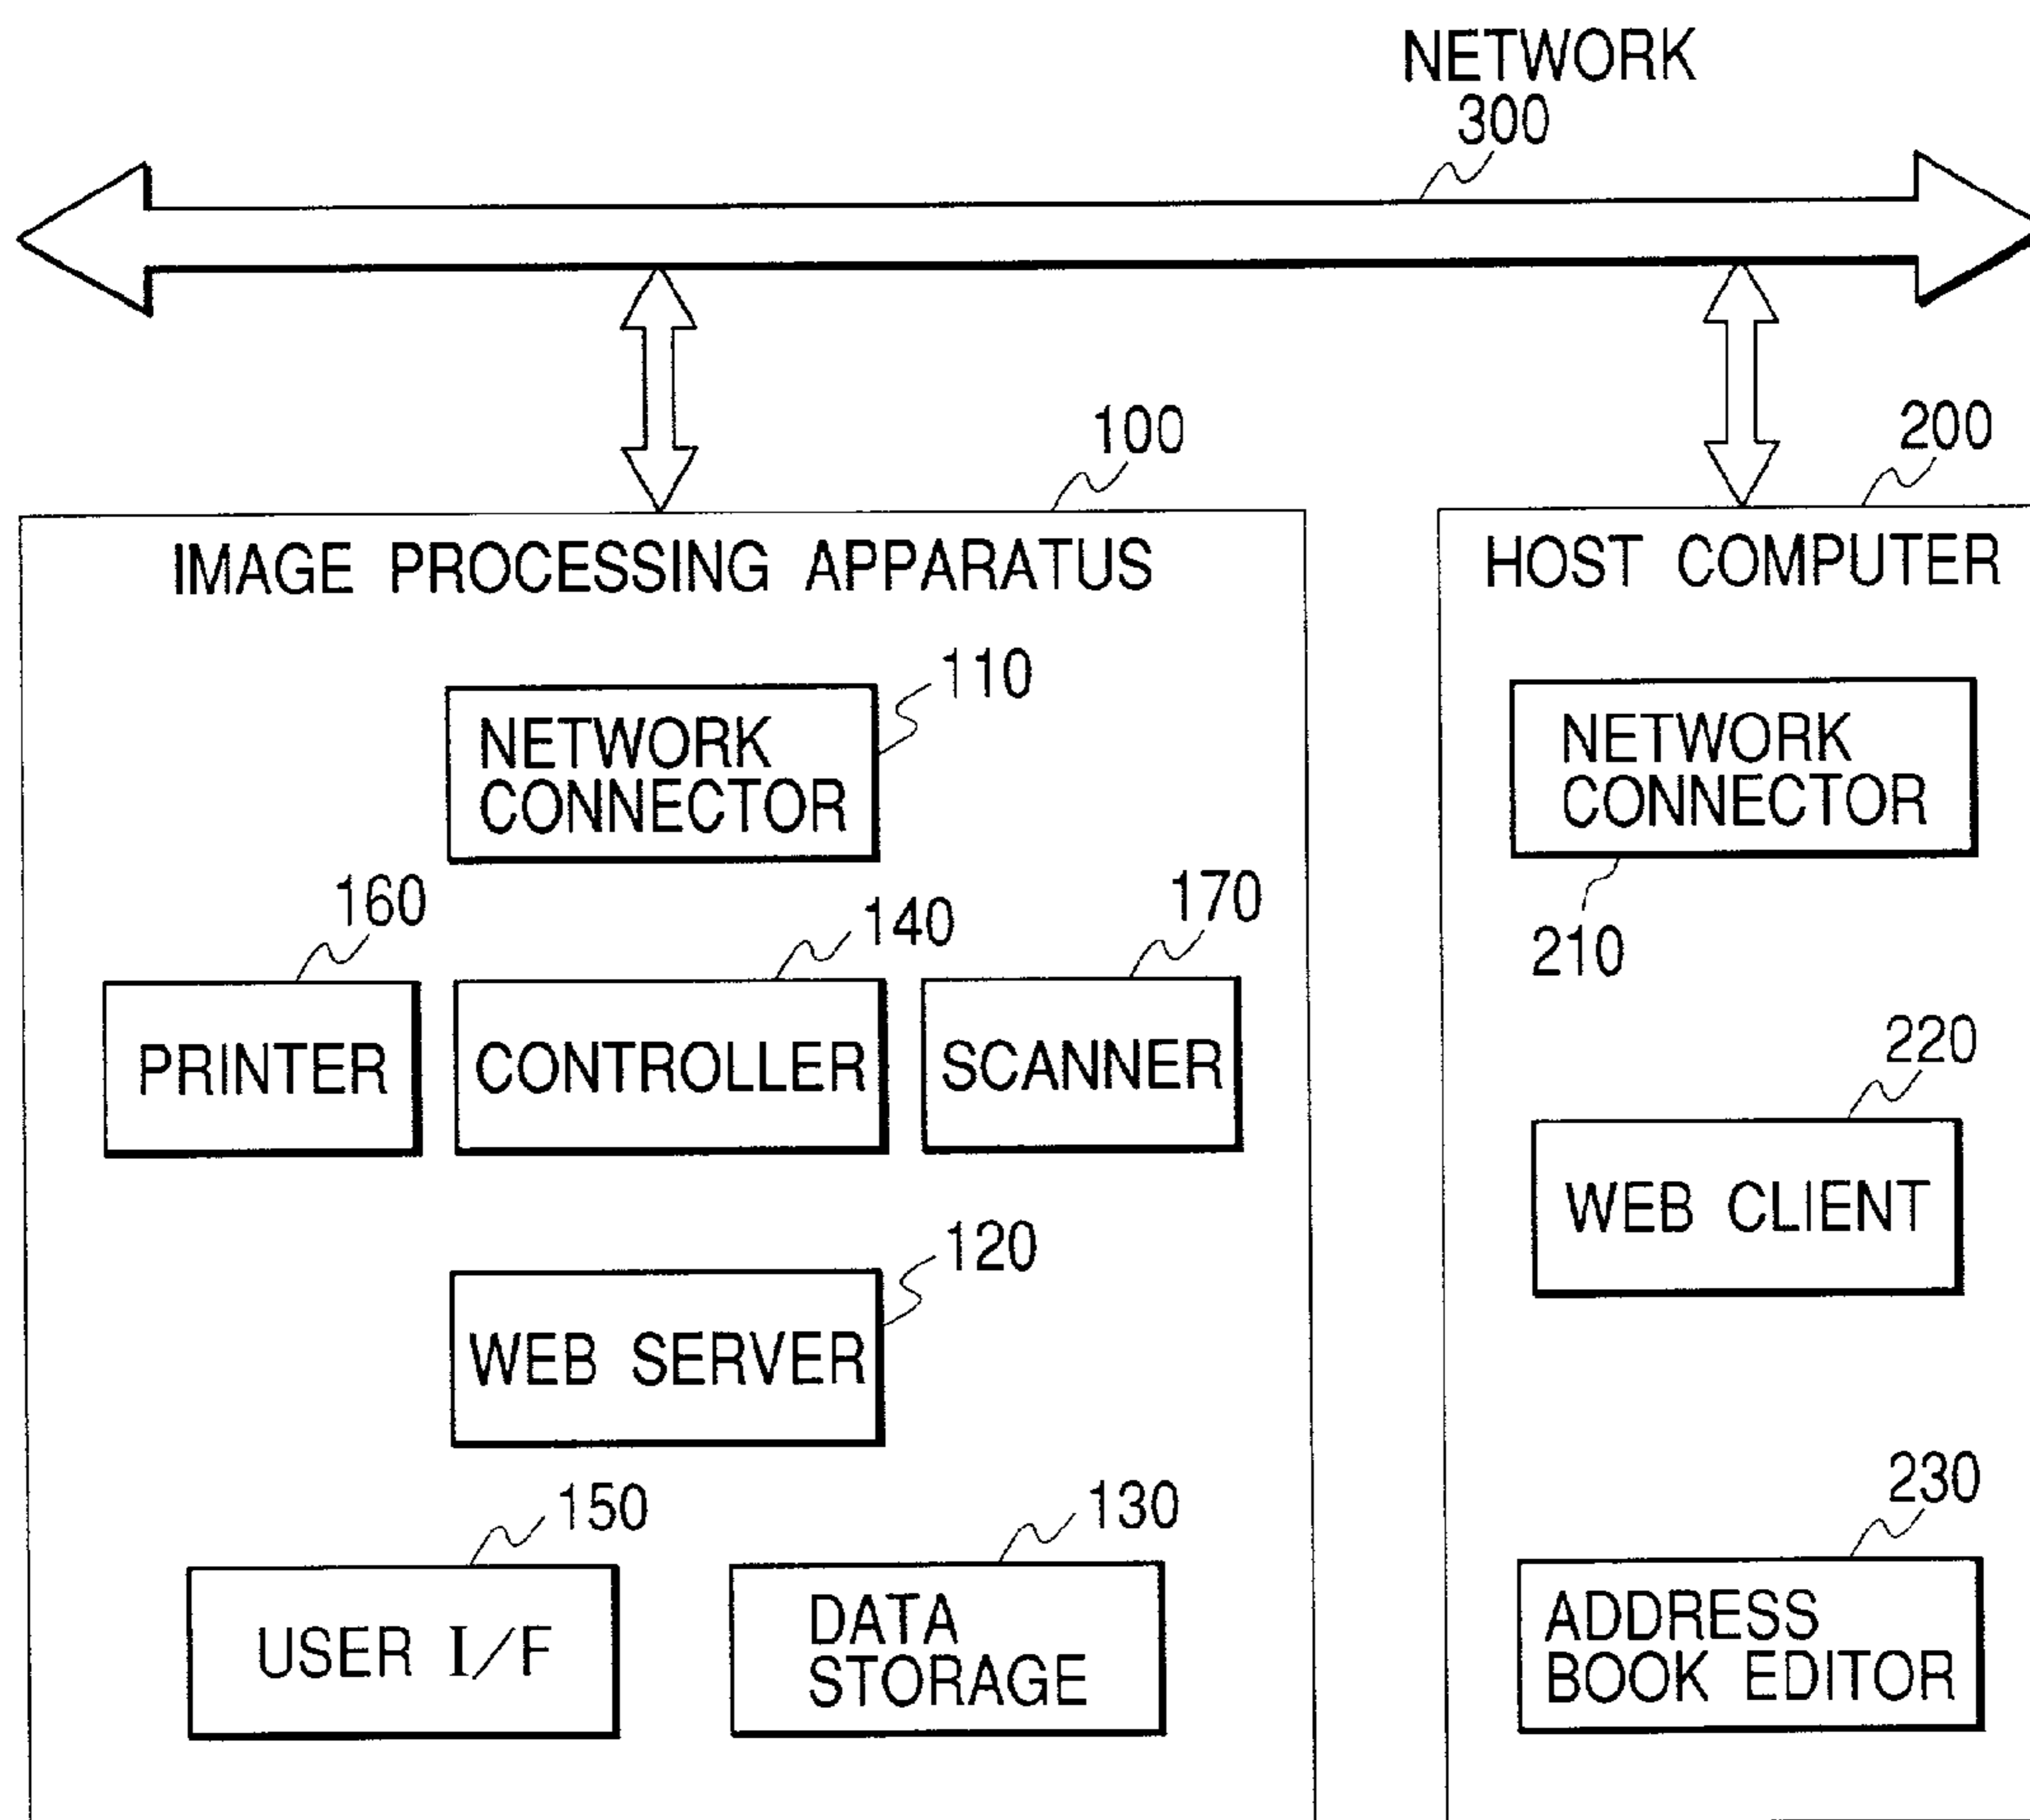 NETWORK
300
100
200
IMAGE PROCESSING APPARATUS
HOST COMPUTER
110
NETWORK
CONNECTOR
NETWORK
CONNECTOR
210
160
140
170
PRINTER
CONTROLLER
SCANNER
220
WEB CLIENT
120
WEB SERVER
150
130
230
USER I/F
DATA
STORAGE
ADDRESS
BOOK EDITOR